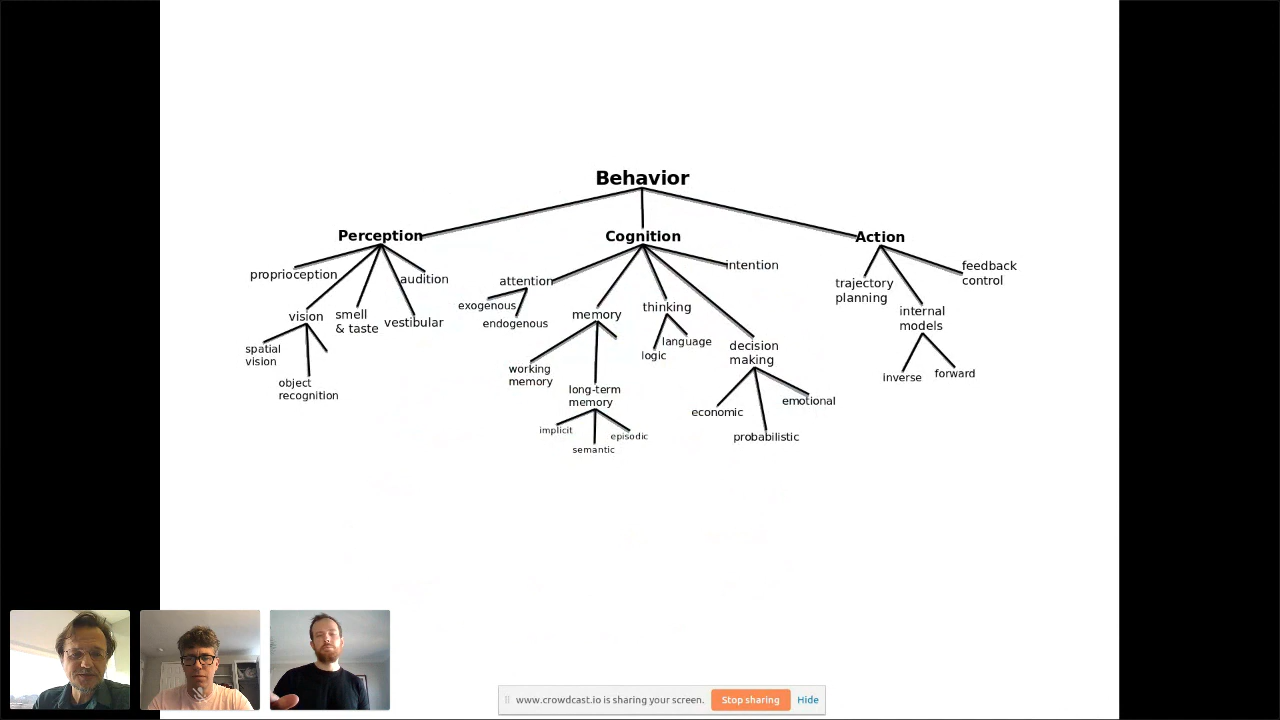 Behavior
Perception
Cognition
Action
proprioception
audition
vision
smell
& taste
vestibular
spatial
vision
object
recognition
attention
exogenous
endogenous
memory
working
memory
long-term
memory
implicit
semantic
episodic
thinking
logic
language
decision
making
economic
probabilistic
emotional
intention
trajectory
planning
internal
models
inverse
forward
feedback
control
www.crowdcast.io is sharing your screen.
Stop sharing
Hide